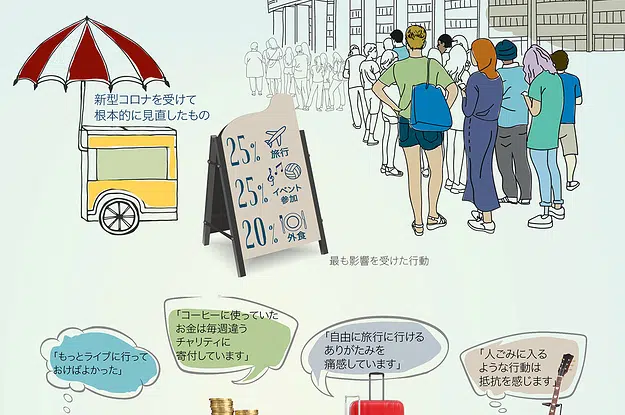 新型コロナを受けて
根本的に見直したもの
25%
旅行
25%
イベント
参加
20%
外食
最も影響を受けた行動
「もっとライブに行って
おけばよかった」
「コーヒーに使っていた
お金は毎週違う
チャリティに
寄付しています」
「自由に旅行に行ける
ありがたみを
痛感しています」
「人ごみに入る
ような行動は
抵抗を感じます」